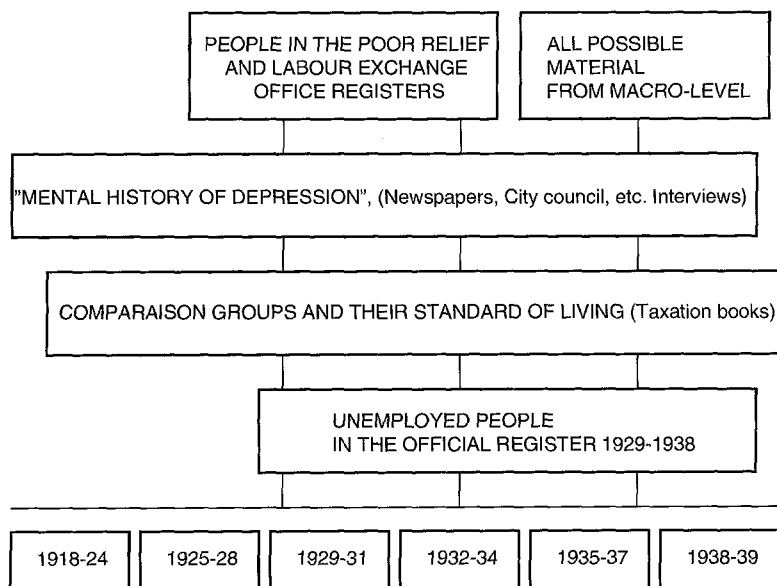 PEOPLE IN THE POOR RELIEF
AND LABOUR EXCHANGE
OFFICE REGISTERS
ALL POSSIBLE
MATERIAL
FROM MACRO-LEVEL
"MENTAL HISTORY OF DEPRESSION", (Newspapers, City council, etc. Interviews)
COMPARAISON GROUPS AND THEIR STANDARD OF LIVING (Taxation books)
UNEMPLOYED PEOPLE
IN THE OFFICIAL REGISTER 1929-1938
1918-24 1925-28 1929-31 1932-34 1935-37 1938-39